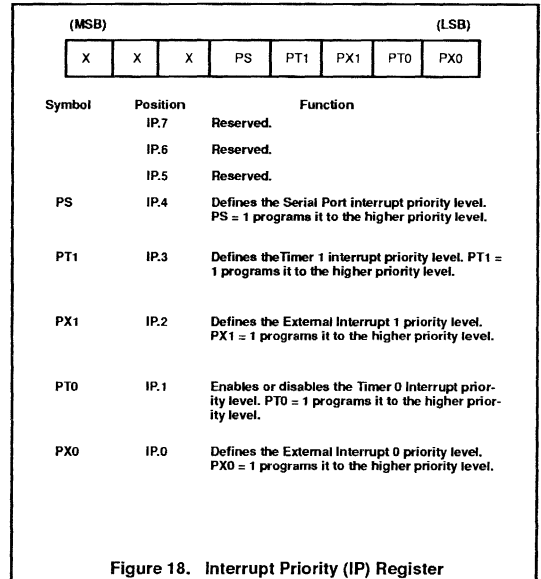 (MSB) (LSB)
X X X PS PT1 PX1 PT0 PX0
Symbol Position Function
IP.7 Reserved.
IP.6 Reserved.
IP.5 Reserved.
PS IP.4 Defines the Serial Port interrupt priority level.
PS = 1 programs it to the higher priority level.
PT1 IP.3 Defines theTimer 1 interrupt priority level. PT1 =
1 programs it to the higher priority level.
PX1 IP.2 Defines the External Interrupt 1 priority level.
PX1 = 1 programs it to the higher priority level.
PT0 IP.1 Enables or disables the Timer 0 Interrupt prior-
ity level. PT0 = 1 programs it to the higher prior-
ity level.
PX0 IP.0 Defines the External Interrupt 0 priority level.
PX0 = 1 programs it to the higher priority level.
Figure 18. Interrupt Priority (IP) Register